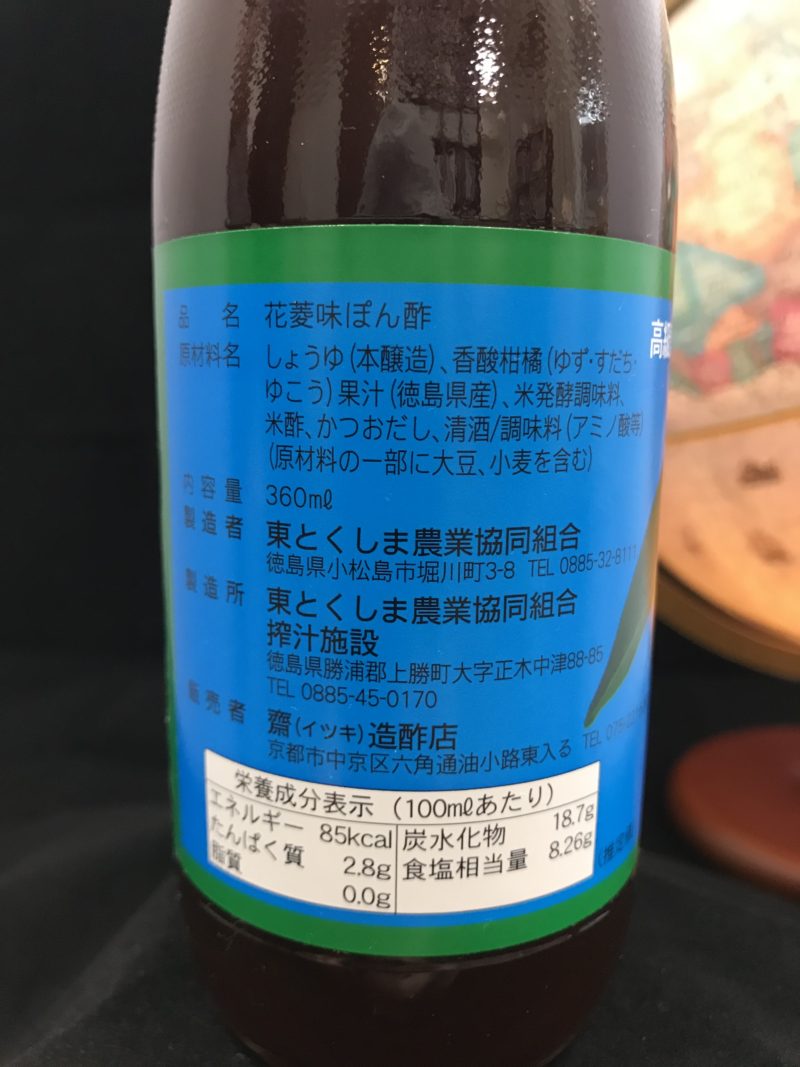 品名 花菱味ぽん酢
原材料名 しょうゆ(本醸造)、香酸柑橘(ゆず・すだち・
ゆこう)果汁(徳島県産)、米発酵調味料、
米酢、かつおだし、清酒/調味料(アミノ酸等)
(原材料の一部に大豆、小麦を含む)
内容量 360mℓ
製造者 東とくしま農業協同組合
徳島県小松島市堀川町3-8 TEL 0885-32-8111
製造所 東とくしま農業協同組合
搾汁施設
徳島県勝浦郡上勝町大字正木中津88-85
TEL 0885-45-0170
販売者 齋(イツキ)造酢店
京都市中京区六角通油小路東入る TEL
栄養成分表示(100mℓあたり)
エネルギー 85kcal 炭水化物 18.7g
たんぱく質 2.8g 食塩相当量 8.26g
脂質 0.0g
高級